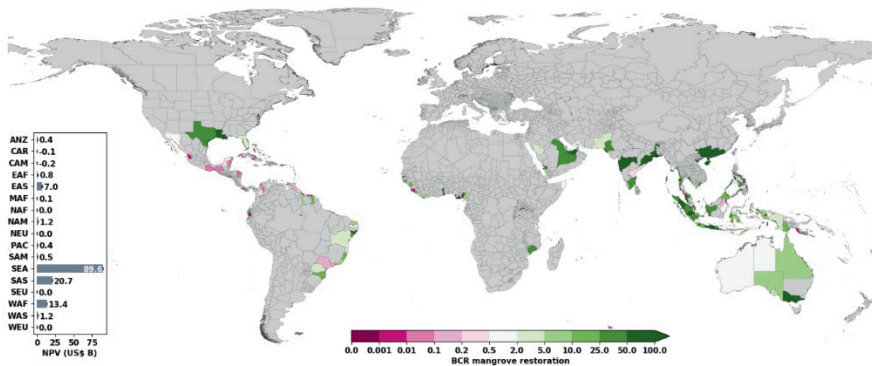 ANZ 0.4
CAR -0.1
CAM -0.2
EAF 0.8
EAS 7.0
MAF 0.1
NAF 0.0
NAM 1.2
NEU 0.0
PAC 0.4
SAM 0.5
SEA 89.6
SAS 20.7
SEU 0.0
WAF 13.4
WAS 1.2
WEU 0.0
0 25 50 75
NPV (US$ B)
0.0 0.001 0.01 0.1 0.2 0.5 2.0 5.0 10.0 25.0 50.0 100.0
BCR mangrove restoration